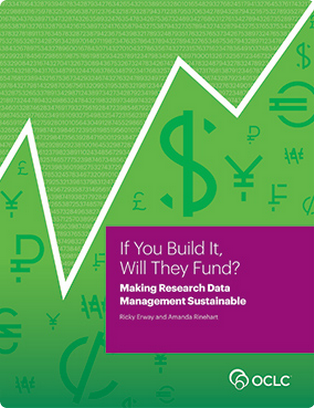 If You Build It,
Will They Fund?
Making Research Data
Management Sustainable
Ricky Erway and Amanda Rinehart
OCLC